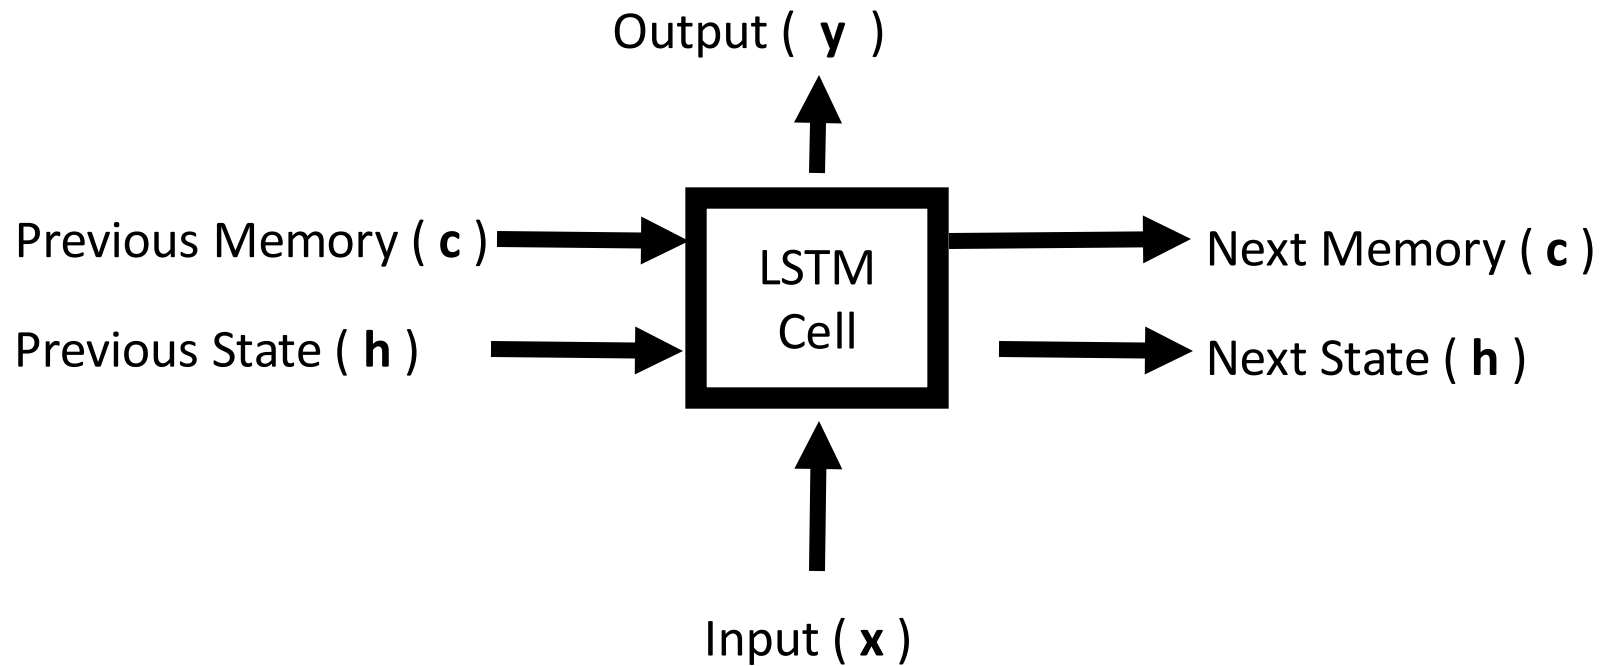 Output ( y )
Previous Memory ( c )
LSTM
Cell
Next Memory ( c )
Previous State ( h )
Next State ( h )
Input ( x )